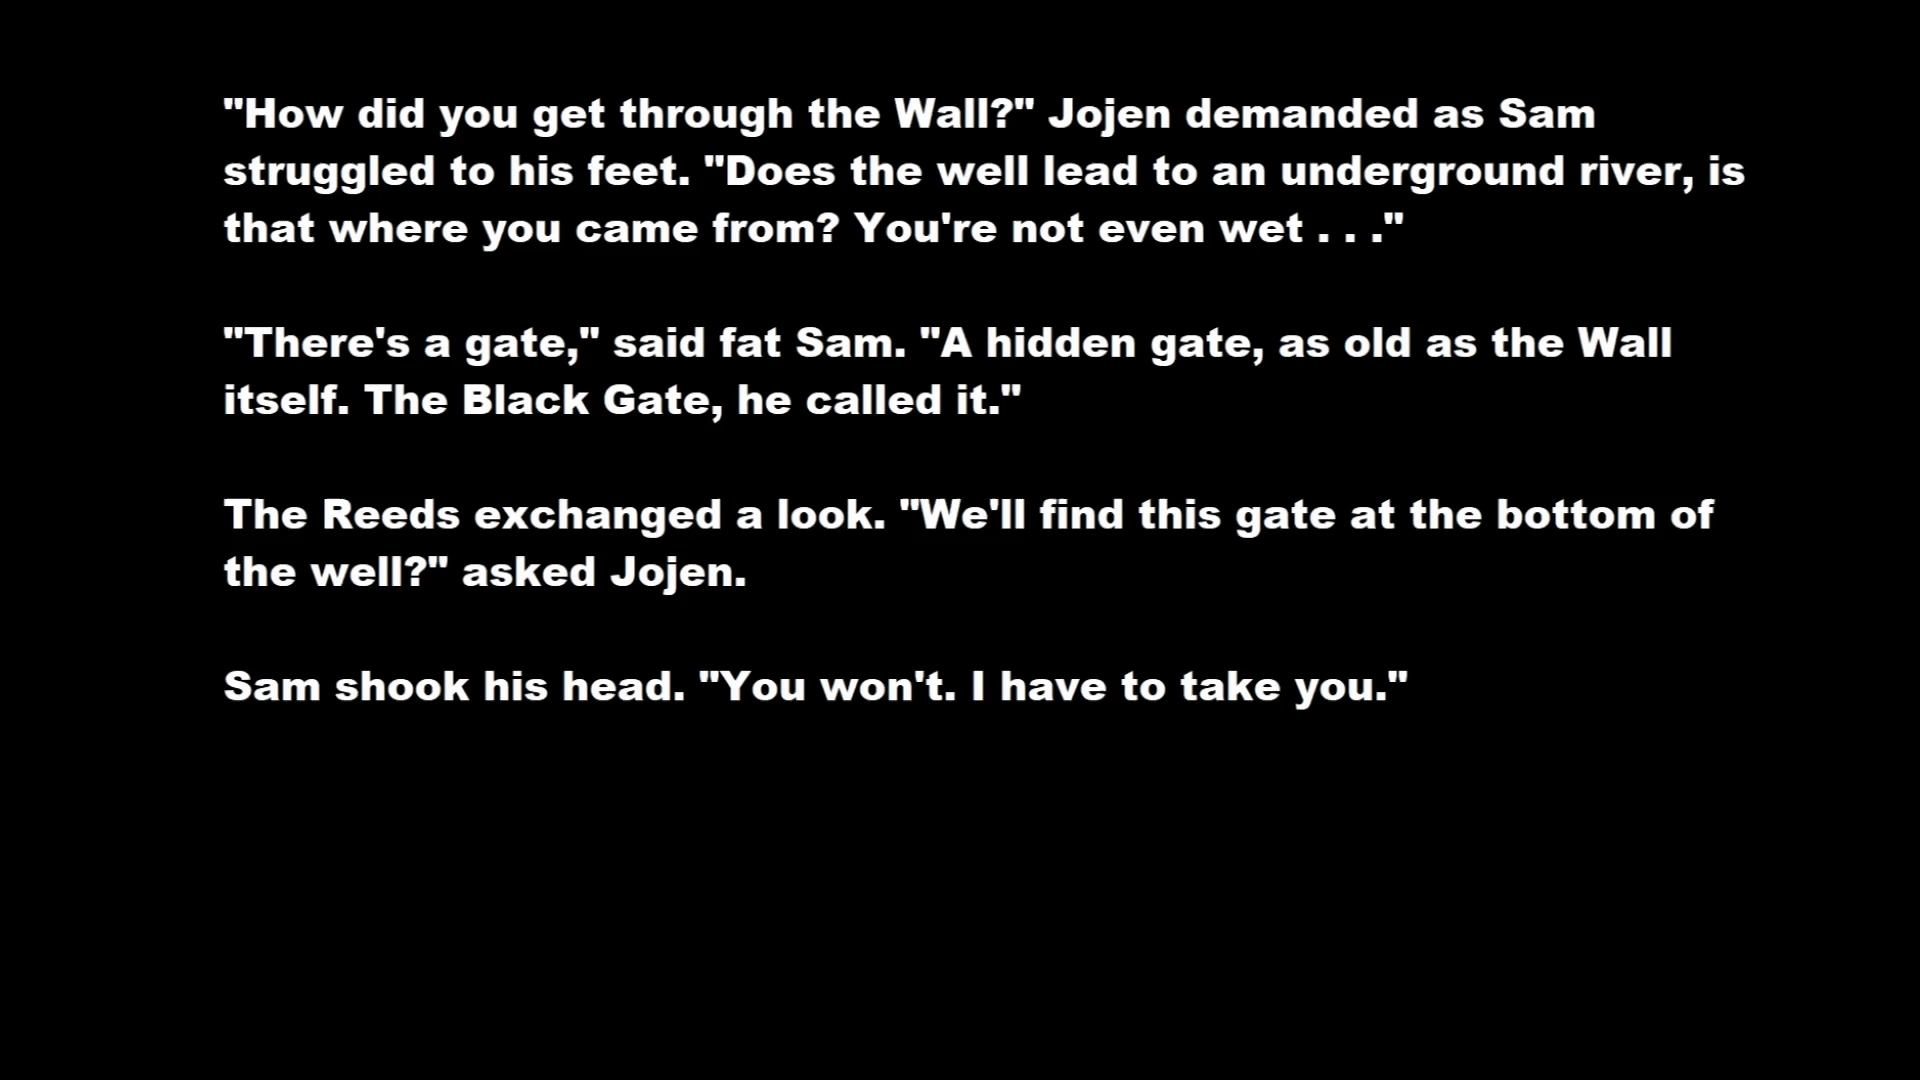 "How did you get through the Wall?" Jojen demanded as Sam
struggled to his feet. "Does the well lead to an underground river, is
that where you came from? You're not even wet . . ."
"There's a gate," said fat Sam. "A hidden gate, as old as the Wall
itself. The Black Gate, he called it."
The Reeds exchanged a look. "We'll find this gate at the bottom of
the well?" asked Jojen.
Sam shook his head. "You won't. I have to take you."